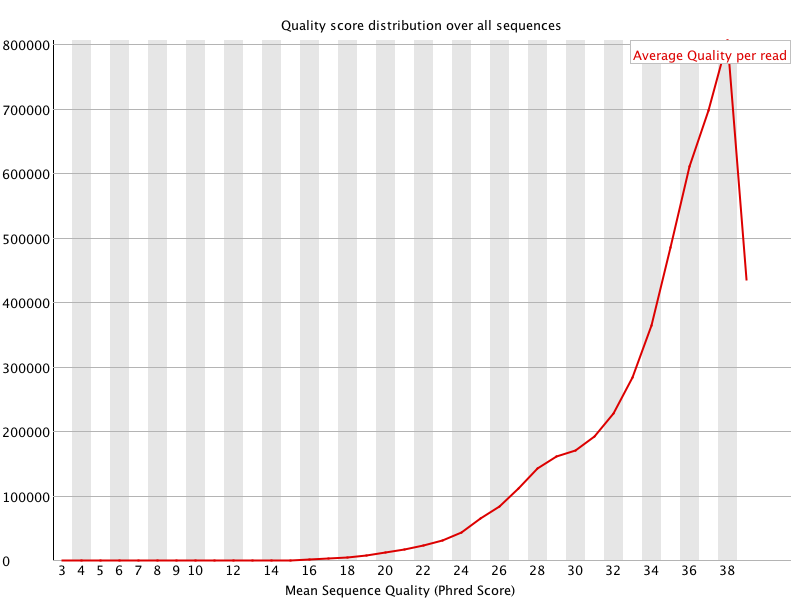 Quality score distribution over all sequences
800000
Average Quality per read
700000
600000
500000
400000
300000
200000
100000
0
3 4 5 6 7 8 9 10 12 14 16 18 20 22 24 26 28 30 32 34 36 38
Mean Sequence Quality (Phred Score)